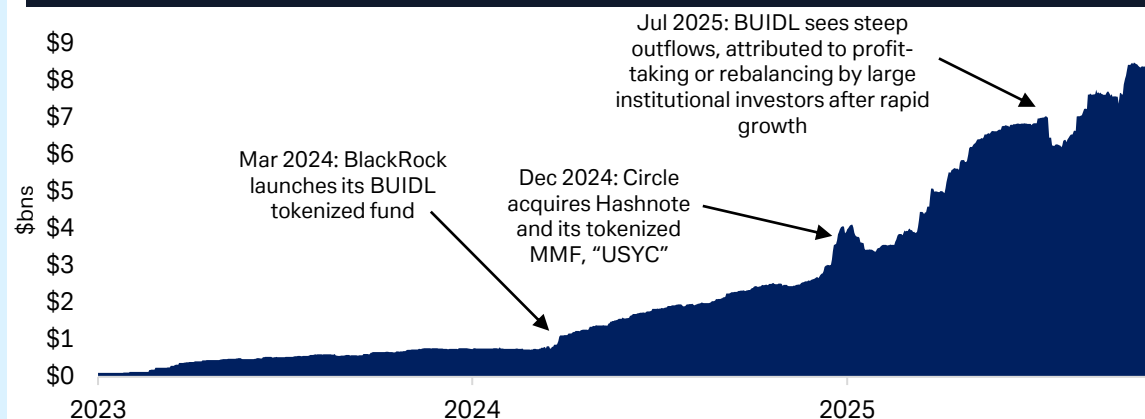 Jul 2025: BUIDL sees steep
outflows, attributed to profit-
taking or rebalancing by large
institutional investors after rapid
growth
Mar 2024: BlackRock
launches its BUIDL
tokenized fund
Dec 2024: Circle
acquires Hashnote
and its tokenized
MMF, “USYC”
$bns
$9
$8
$7
$6
$5
$4
$3
$2
$1
$0
2023
2024
2025